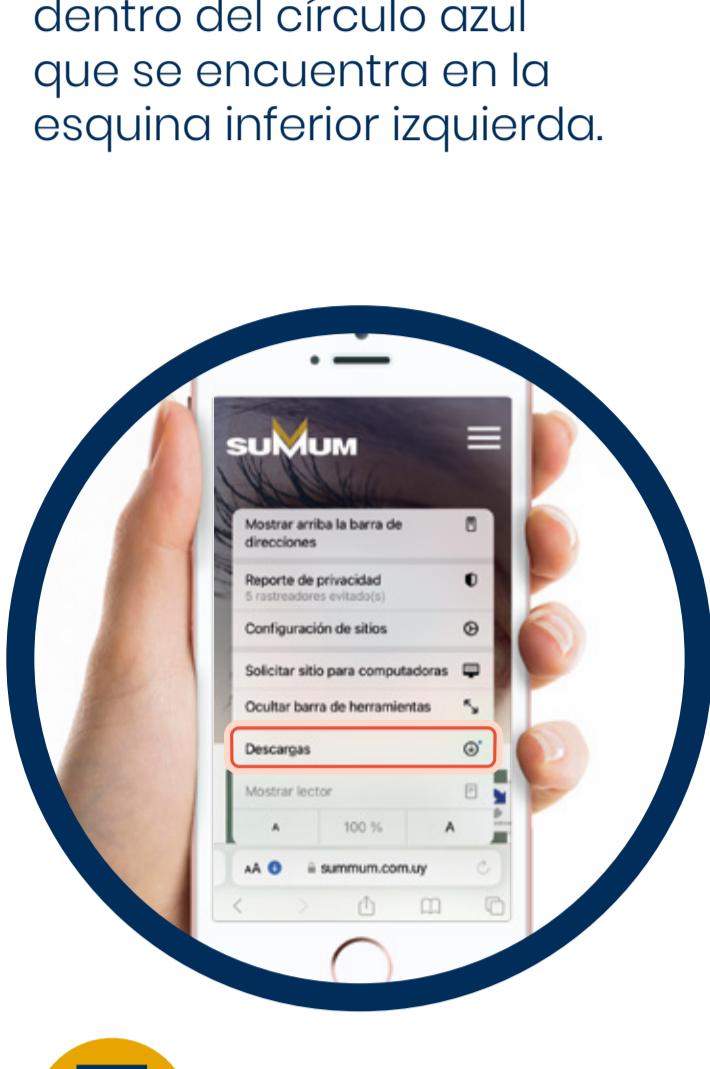 dentro del círculo azul
que se encuentra en la
esquina inferior izquierda.
SUMMUM
Mostrar arriba la barra de
direcciones
Reporte de privacidad
5 rastreadores evitado(s)
Configuración de sitios
Solicitar sitio para computadoras
Ocultar barra de herramientas
Descargas
Mostrar lector
A 100 % A
AA summum.com.uy